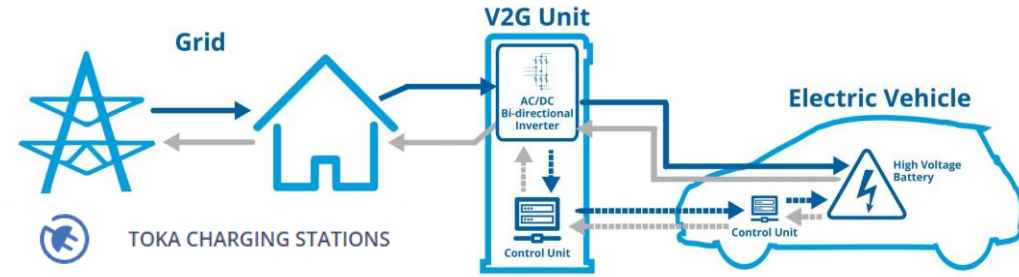 V2G Unit
Grid
AC/DC
Bi-directional
Inverter
Electric Vehicle
High Voltage
Battery
Control Unit
Control Unit
TOKA CHARGING STATIONS